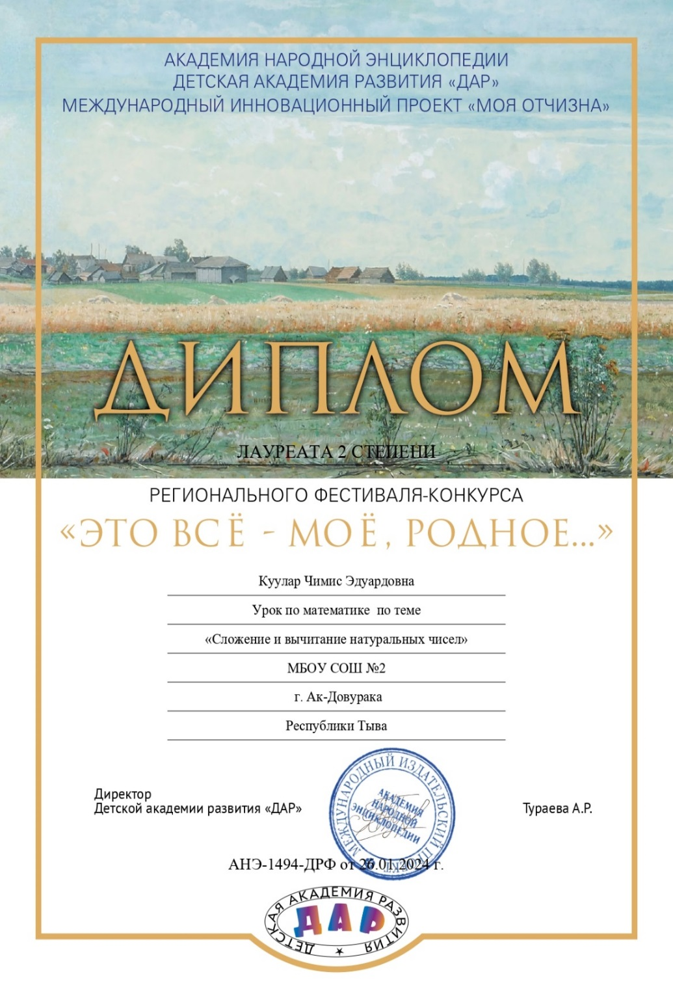 АКАДЕМИЯ НАРОДНОЙ ЭНЦИКЛОПЕДИИ
ДЕТСКАЯ АКАДЕМИЯ РАЗВИТИЯ «ДАР»
МЕЖДУНАРОДНЫЙ ИННОВАЦИОННЫЙ ПРОЕКТ «МОЯ ОТЧИЗНА»
ДИПЛОМ
ЛАУРЕАТА 2 СТЕПЕНИ
РЕГИОНАЛЬНОГО ФЕСТИВАЛЯ-КОНКУРСА
«ЭТО ВСЁ - МОЁ, РОДНОЕ...»
Куулар Чимис Эдуардовна
Урок по математике по теме
«Сложение и вычитание натуральных чисел»
МБОУ СОШ №2
г. Ак-Довурака
Республики Тыва
Директор
Детской академии развития «ДАР»
Тураева А.Р.
МЕЖДУНАРОДНЫЙ ИЗДАТЕЛЬСКИЙ ПРОЕКТ
АКАДЕМИЯ
НАРОДНОЙ
ЭНЦИКЛОПЕДИИ
АНЭ-1494-ДРФ от 26.01.2024 г.
ДЕТСКАЯ АКАДЕМИЯ РАЗВИТИЯ
ДАР